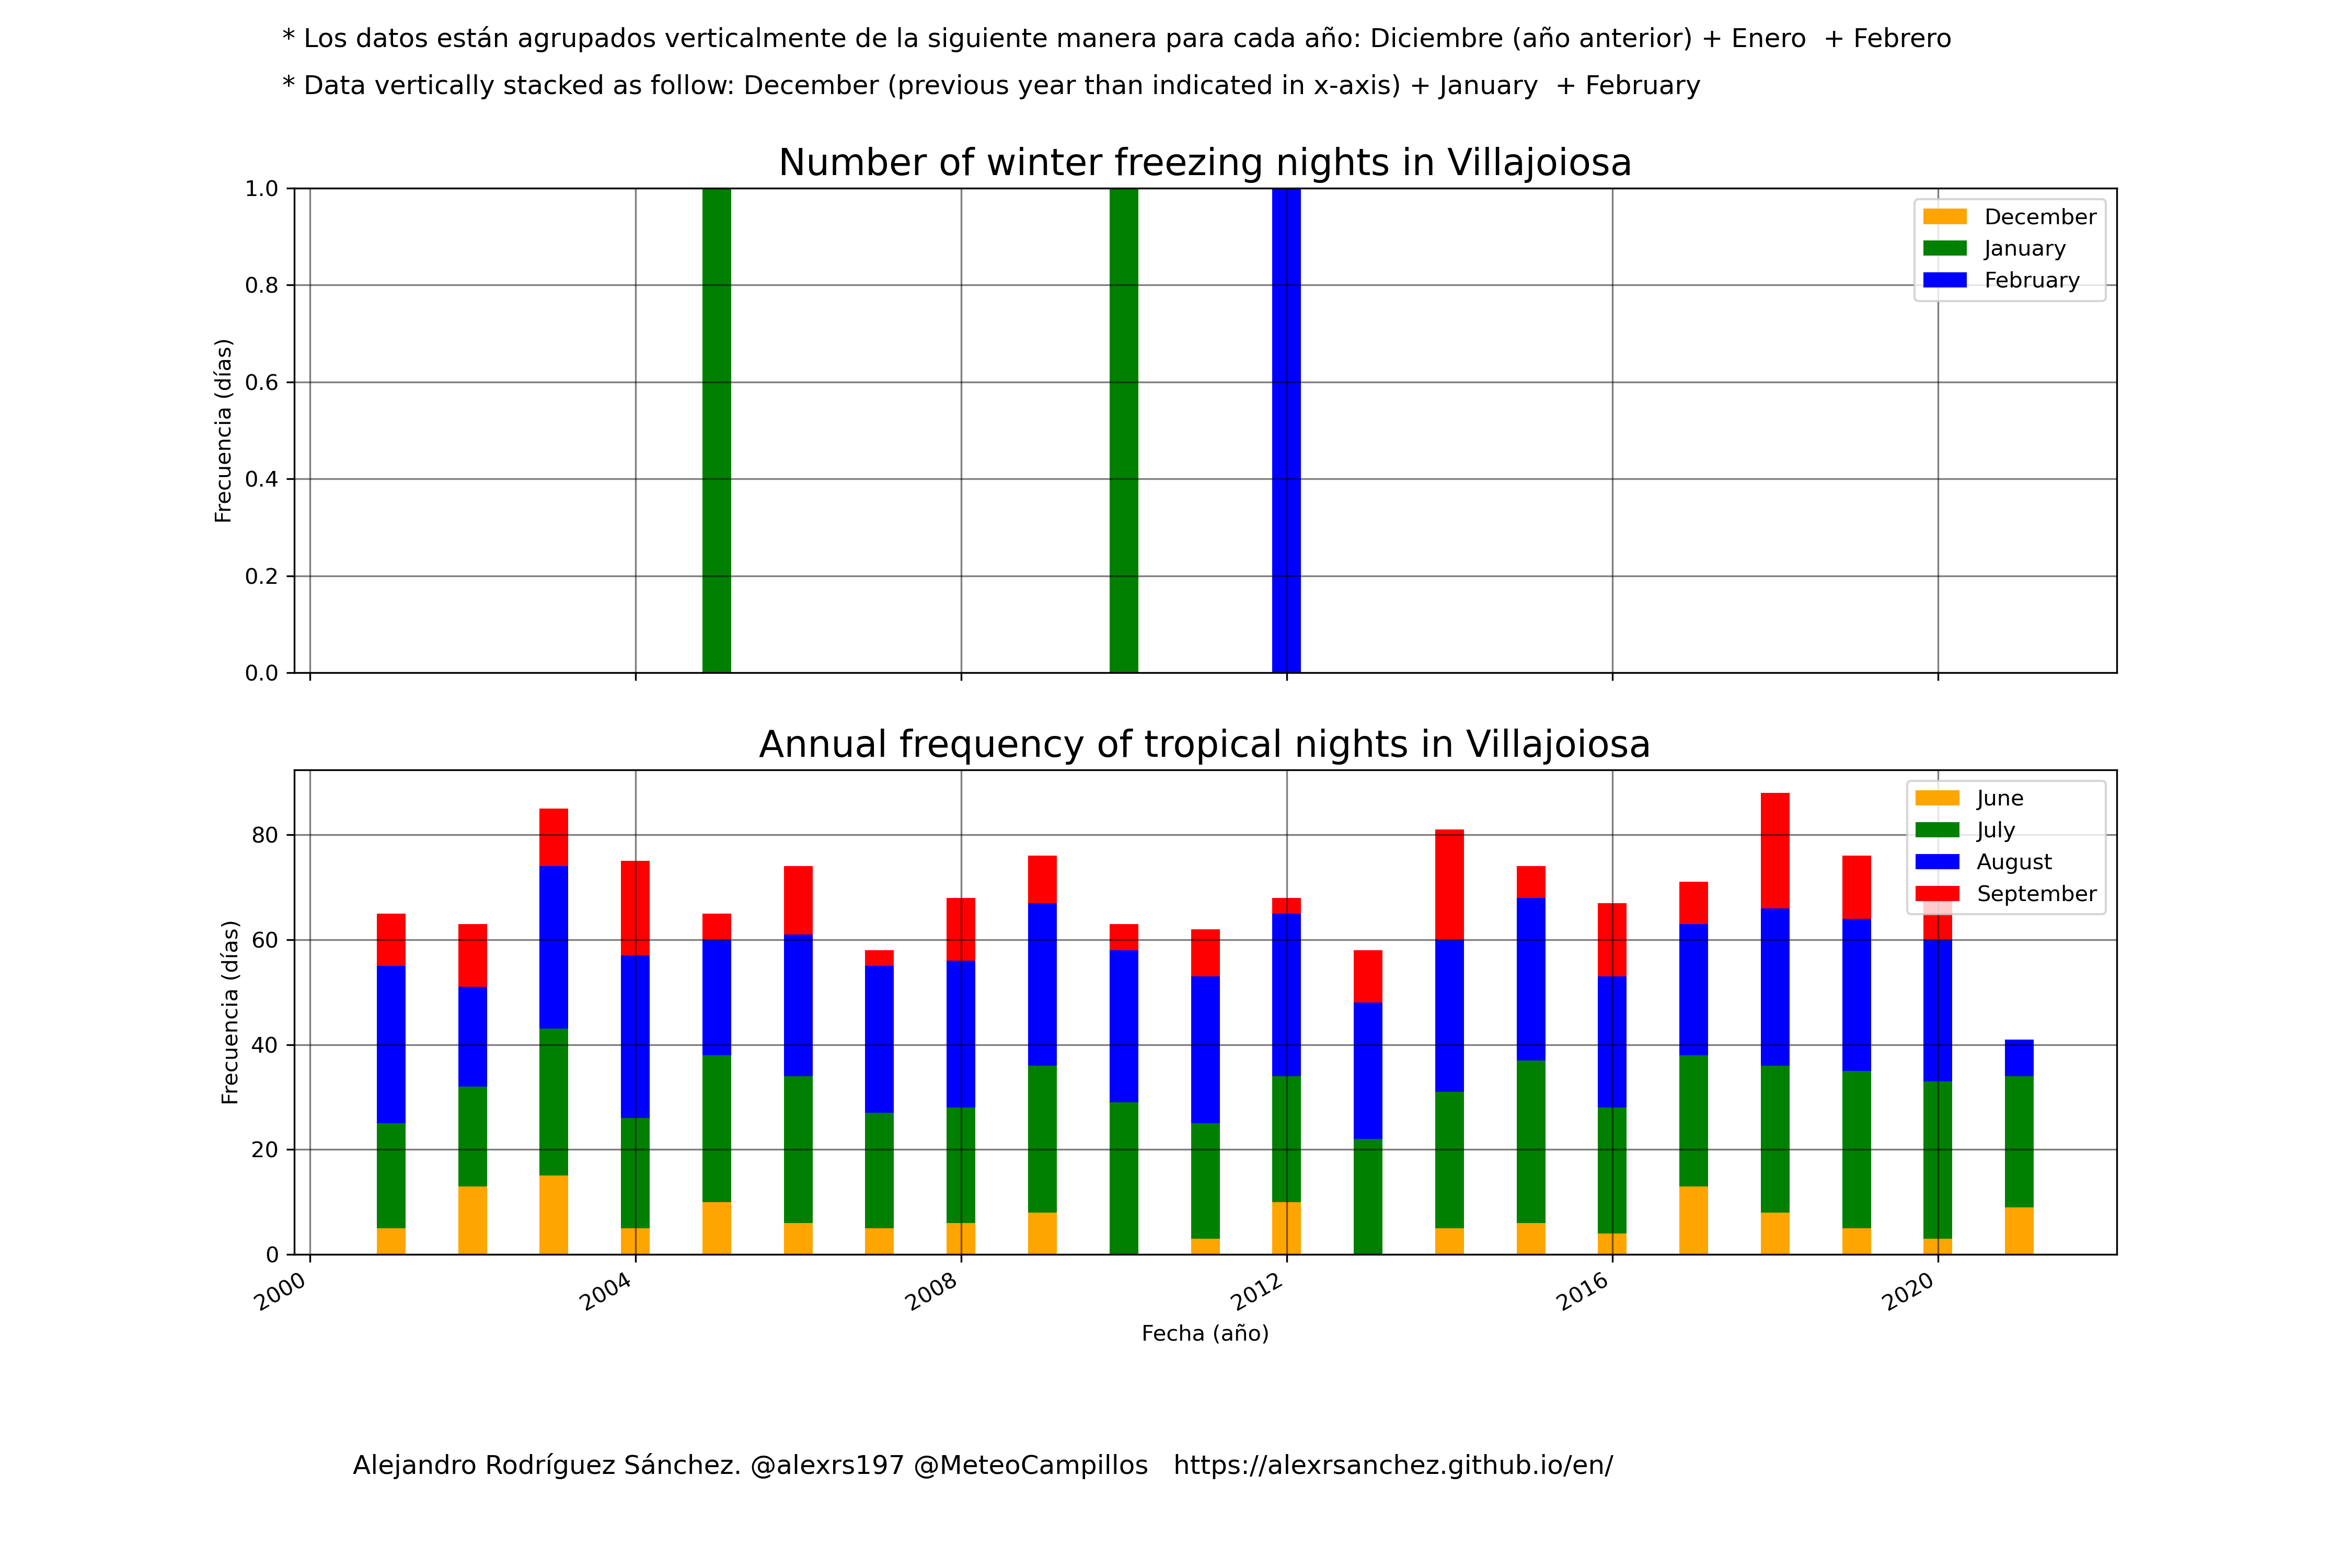 * Los datos están agrupados verticalmente de la siguiente manera para cada año: Diciembre (año anterior) + Enero  + Febrero
* Data vertically stacked as follow: December (previous year than indicated in x-axis) + January  + February
Number of winter freezing nights in Villajoiosa
1.0
0.8
0.6
0.4
0.2
0.0
Frecuencia (días)
December
January
February
Annual frequency of tropical nights in Villajoiosa
80
60
40
20
0
Frecuencia (días)
June
July
August
September
2000
2004
2008
2012
2016
2020
Fecha (año)
Alejandro Rodríguez Sánchez. @alexrs197 @MeteoCampillos   https://alexrsanchez.github.io/en/